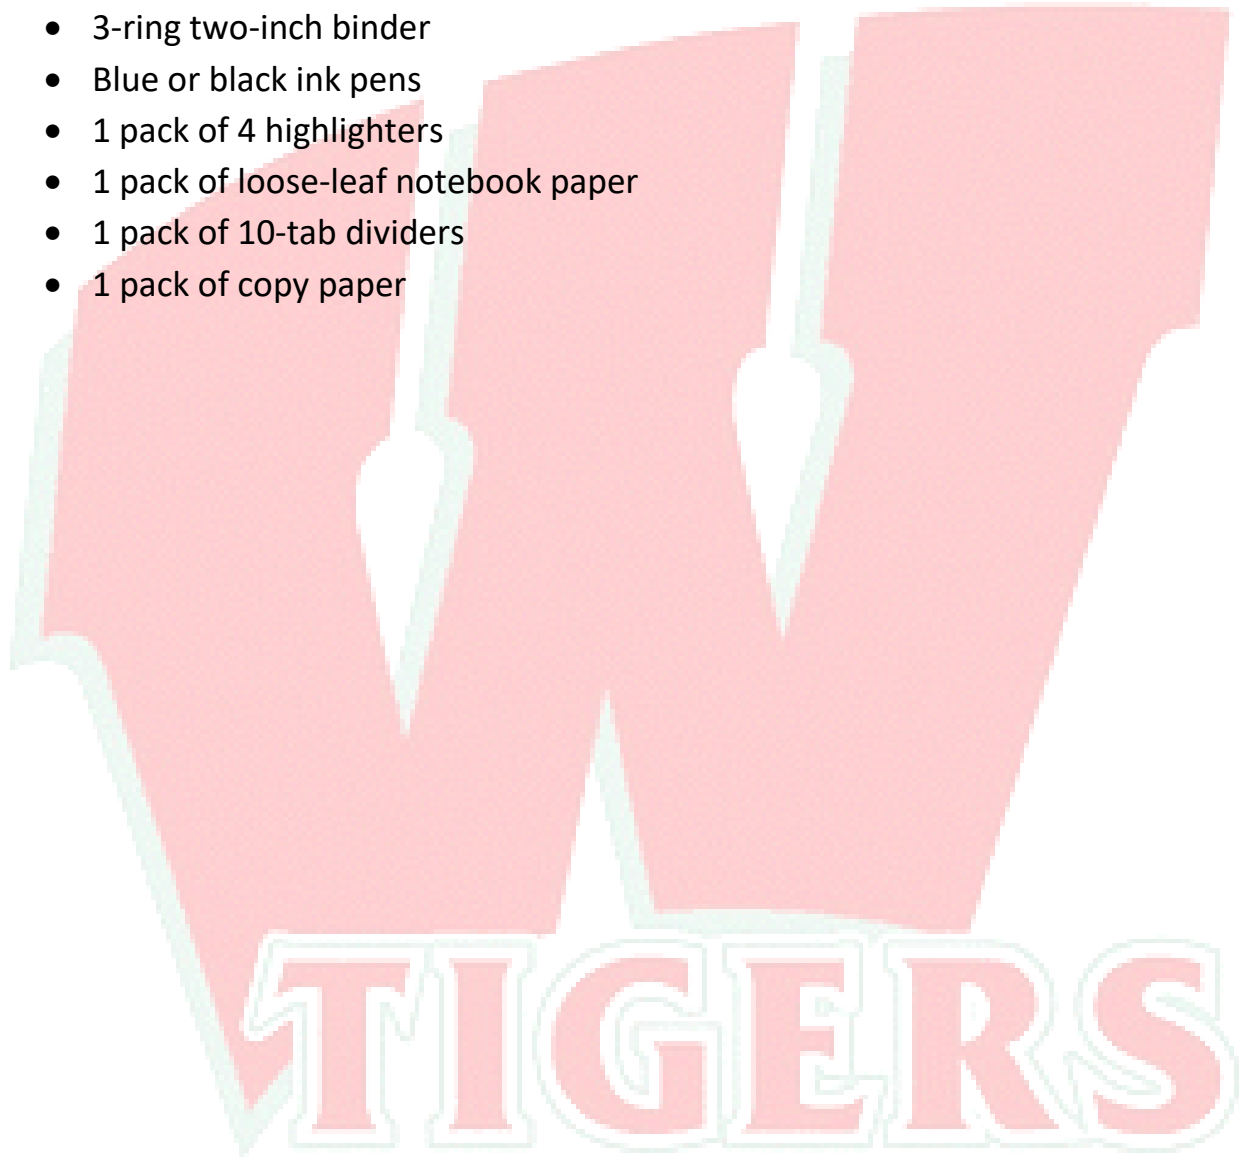 • 3-ring two-inch binder
• Blue or black ink pens
• 1 pack of 4 highlighters
• 1 pack of loose-leaf notebook paper
• 1 pack of 10-tab dividers
• 1 pack of copy paper
W
TIGERS